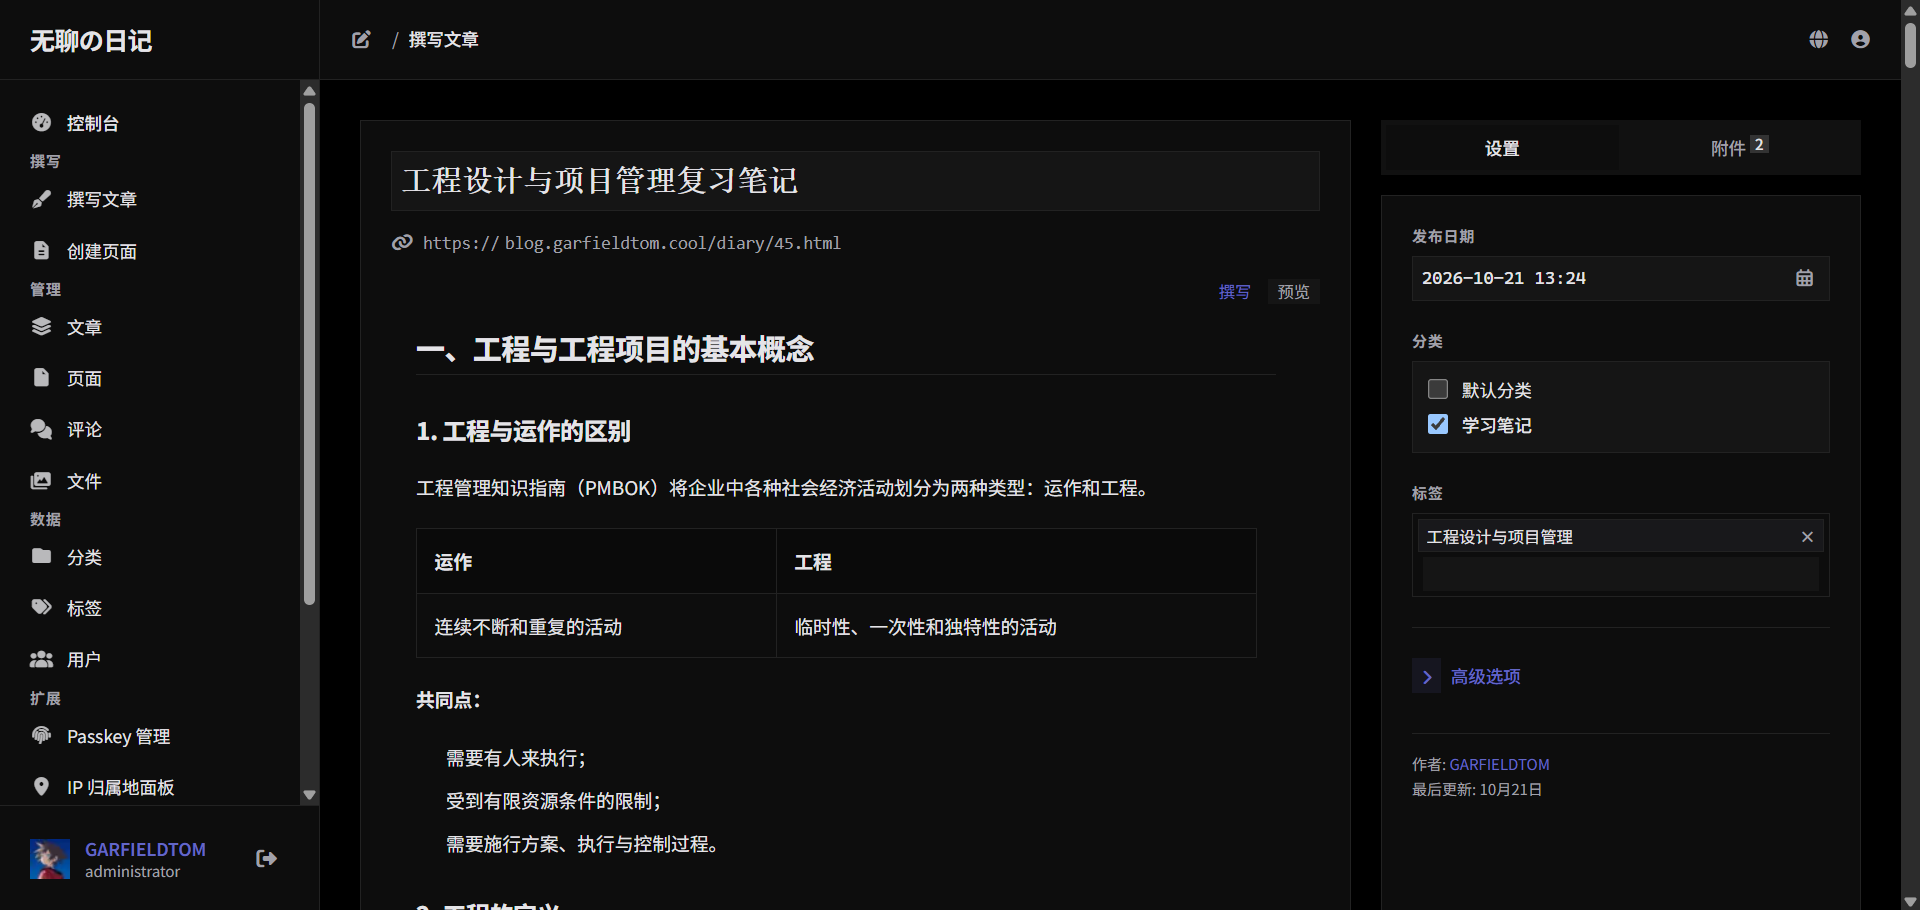 无聊の日记
/ 撰写文章
控制台
撰写
撰写文章
创建页面
管理
文章
页面
评论
文件
数据
分类
标签
用户
扩展
Passkey 管理
IP 归属地面板
GARFIELDTOM
administrator
工程设计与项目管理复习笔记
https:// blog.garfieldtom.cool/diary/45.html
撰写 预览
一、工程与工程项目的基本概念
1. 工程与运作的区别
工程管理知识指南（PMBOK）将企业中各种社会经济活动划分为两种类型：运作和工程。
运作 工程
连续不断和重复的活动 临时性、一次性和独特性的活动
共同点：
需要有人来执行；
受到有限资源条件的限制；
需要施行方案、执行与控制过程。
2. 工程的定义
设置 附件 2
发布日期
2026-10-21 13:24
分类
默认分类
学习笔记
标签
工程设计与项目管理 ×
高级选项
作者: GARFIELDTOM
最后更新: 10月21日